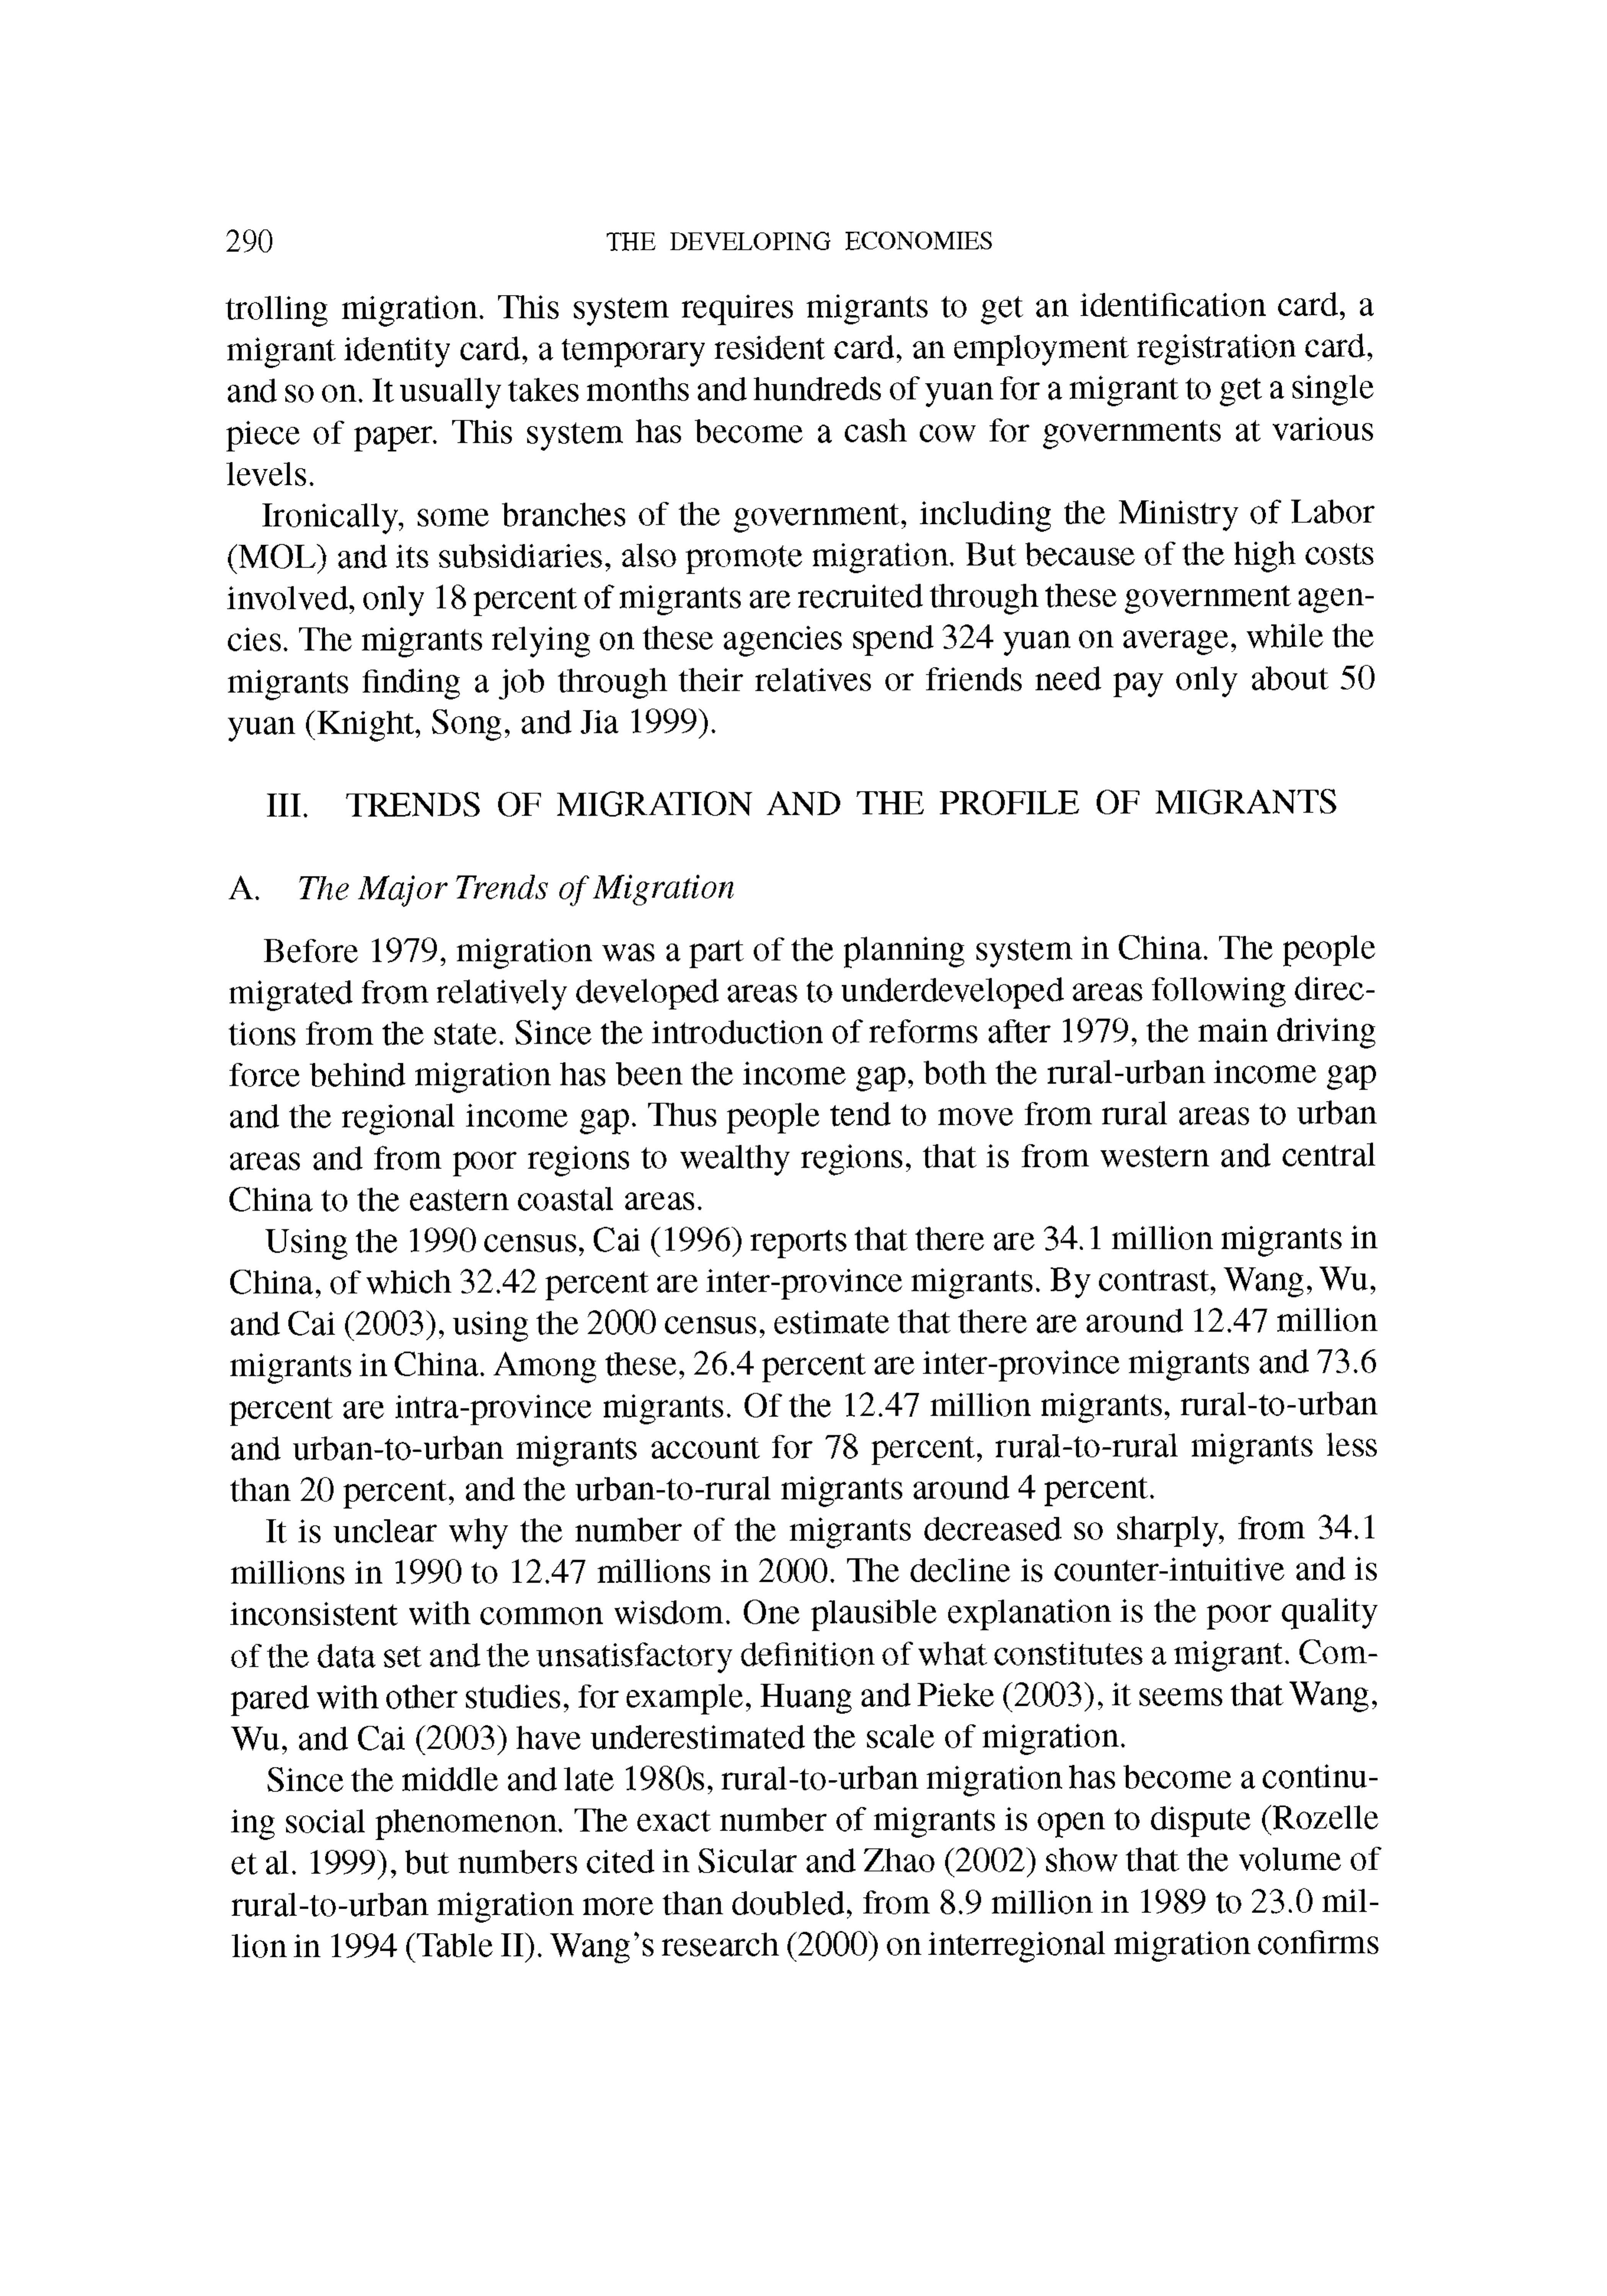 290 THE DEVELOPING ECONOMIES
trolling migration. This system requires migrants to get an identification card, a
migrant identity card, a temporary resident card, an employment registration card,
and so on. It usually takes months and hundreds of yuan for a migrant to get a single
piece of paper. This system has become a cash cow for governments at various
levels.
Ironically, some branches of the government, including the Ministry of Labor
(MOL) and its subsidiaries, also promote migration. But because of the high costs
involved, only 18 percent of migrants are recruited through these government agen-
cies. The migrants relying on these agencies spend 324 yuan on average, while the
migrants finding a job through their relatives or friends need pay only about 50
yuan (Knight, Song, and Jia 1999).
III. TRENDS OF MIGRATION AND THE PROFILE OF MIGRANTS
A. The Major Trends of Migration
Before 1979, migration was a part of the planning system in China. The people
migrated from relatively developed areas to underdeveloped areas following direc-
tions from the state. Since the introduction of reforms after 1979, the main driving
force behind migration has been the income gap, both the rural-urban income gap
and the regional income gap. Thus people tend to move from rural areas to urban
areas and from poor regions to wealthy regions, that is from western and central
China to the eastern coastal areas.
Using the 1990 census, Cai (1996) reports that there are 34.1 million migrants in
China, of which 32.42 percent are inter-province migrants. By contrast, Wang, Wu,
and Cai (2003), using the 2000 census, estimate that there are around 12.47 million
migrants in China. Among these, 26.4 percent are inter-province migrants and 73.6
percent are intra-province migrants. Of the 12.47 million migrants, rural-to-urban
and urban-to-urban migrants account for 78 percent, rural-to-rural migrants less
than 20 percent, and the urban-to-rural migrants around 4 percent.
It is unclear why the number of the migrants decreased so sharply, from 34.1
millions in 1990 to 12.47 millions in 2000. The decline is counter-intuitive and is
inconsistent with common wisdom. One plausible explanation is the poor quality
of the data set and the unsatisfactory definition of what constitutes a migrant. Com-
pared with other studies, for example, Huang and Pieke (2003), it seems that Wang,
Wu, and Cai (2003) have underestimated the scale of migration.
Since the middle and late 1980s, rural-to-urban migration has become a continu-
ing social phenomenon. The exact number of migrants is open to dispute (Rozelle
et al. 1999), but numbers cited in Sicular and Zhao (2002) show that the volume of
rural-to-urban migration more than doubled, from 8.9 million in 1989 to 23.0 mil-
lion in 1994 (Table II). Wang's research (2000) on interregional migration confirms